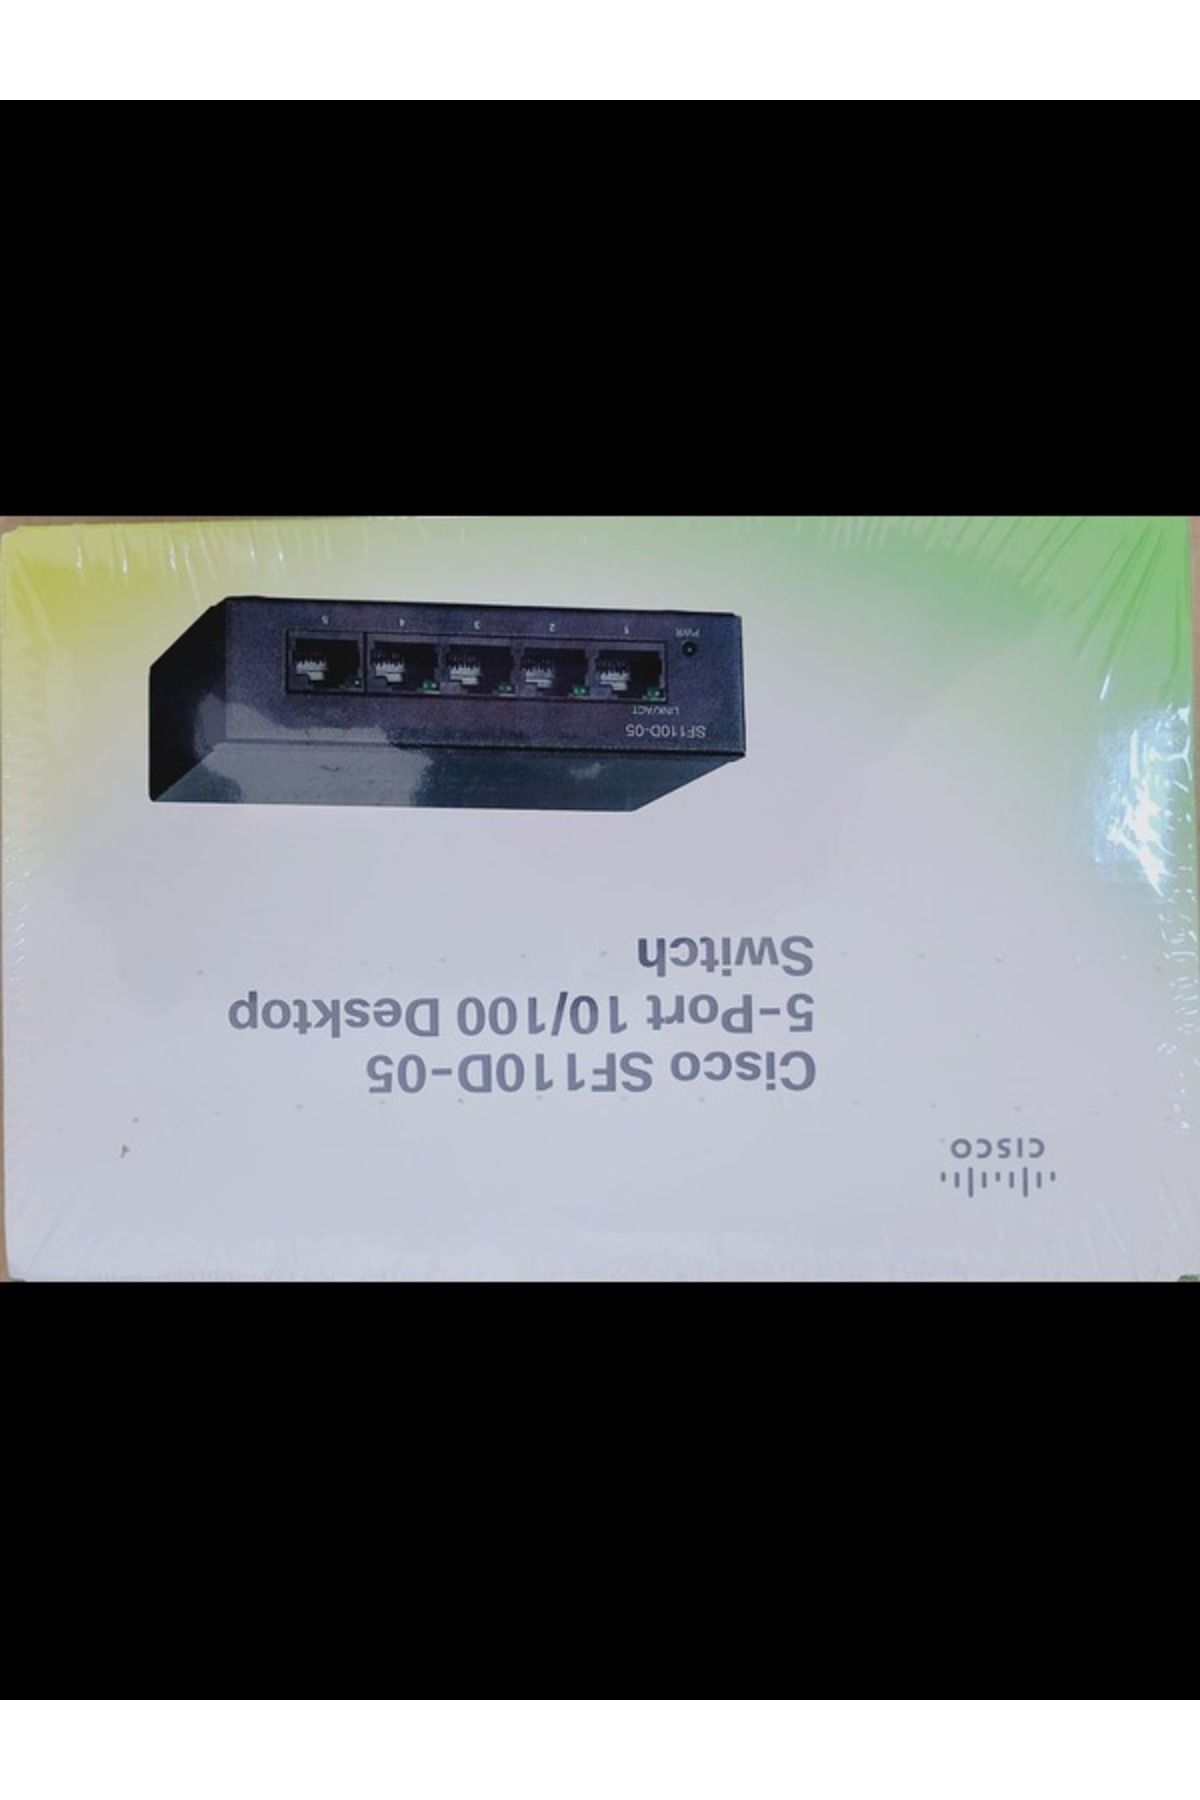 CISCO
Cisco SF110D-05
5-Port 10/100 Desktop
Switch
SF110D-05
LINK/ACT
PWR
1 2 3 4 5